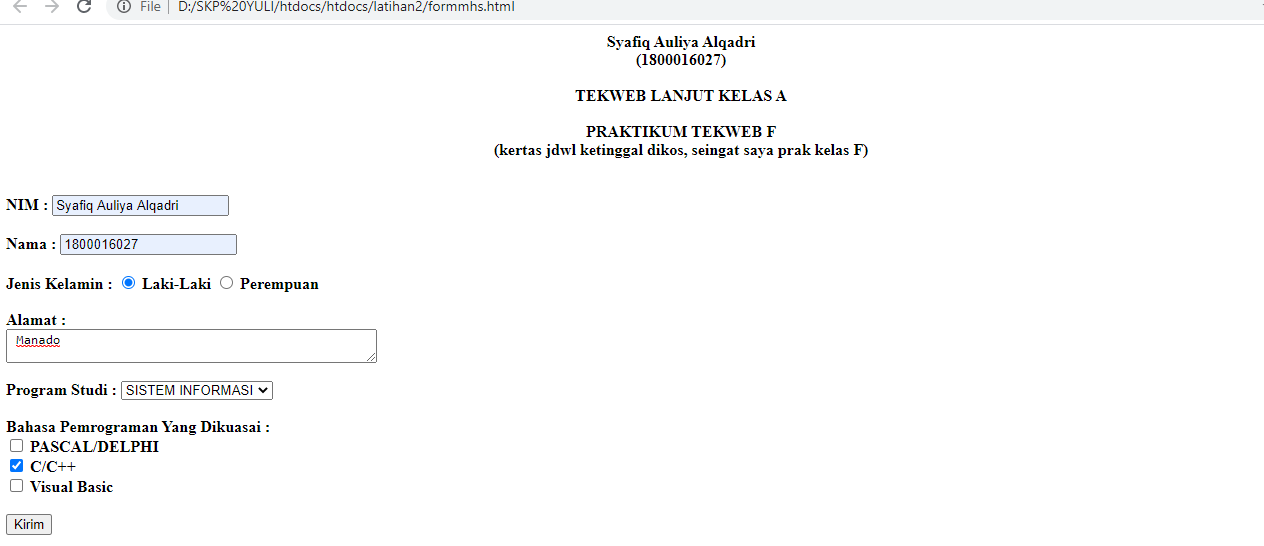 File D:/SKP%20YULI/htdocs/htdocs/latihan2/formmhs.html
Syafiq Auliya Alqadri
(1800016027)
TEKWEB LANJUT KELAS A
PRAKTIKUM TEKWEB F
(kertas jdwl ketinggal dikos, seingat saya prak kelas F)
NIM : Syafiq Auliya Alqadri
Nama : 1800016027
Jenis Kelamin : Laki-Laki Perempuan
Alamat :
Manado
Program Studi : SISTEM INFORMASI
Bahasa Pemrograman Yang Dikuasai :
PASCAL/DELPHI
C/C++
Visual Basic
Kirim